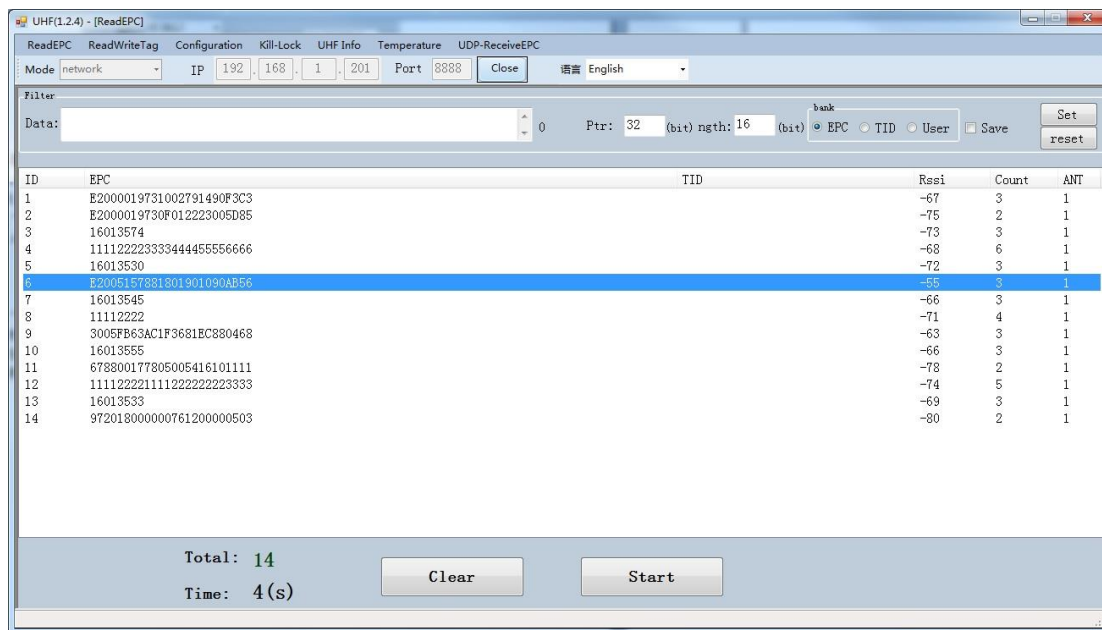 UHF(1.2.4) - [ReadEPC]
ReadEPC ReadWriteTag Configuration Kill-Lock UHF Info Temperature UDP-ReceiveEPC
Mode network IP 192 . 168 . 1 . 201 Port 8888 Close 语言 English
Filter
Data: 0 Ptr: 32 (bit) ngth: 16 (bit) bank EPC TID User Save Set
reset
ID EPC TID Rssi Count ANT
1 E2000019731002791490F3C3 -67 3 1
2 E2000019730F012223005D85 -75 2 1
3 16013574 -73 3 1
4 111122223333444455556666 -68 6 1
5 16013530 -72 3 1
6 E2005157881801901090AB56 -55 3 1
7 16013545 -66 3 1
8 11112222 -71 4 1
9 3005FB63AC1F3681EC880468 -63 3 1
10 16013555 -66 3 1
11 678800177805005416101111 -78 2 1
12 111122221111222222223333 -74 5 1
13 16013533 -69 3 1
14 972018000000761200000503 -80 2 1
Total: 14
Time: 4(s)
Clear Start